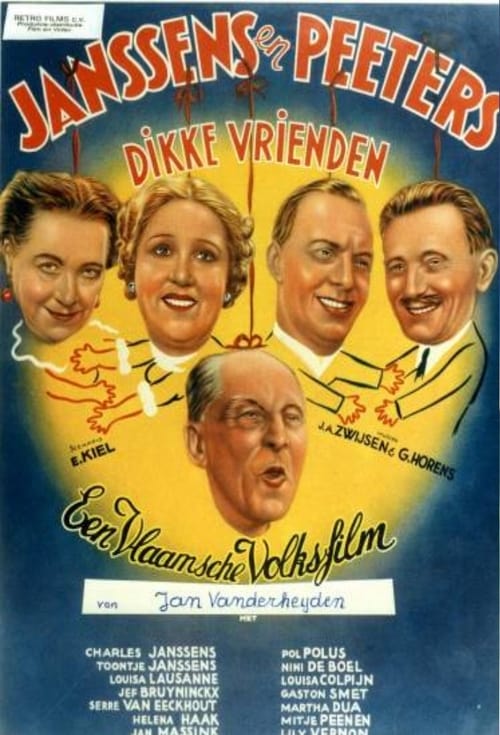 RETRO FILMS c.v.
JANSSENS en PEETERS
DIKKE VRIENDEN
SCENARIO
E. KIEL
J.A. ZWIJSEN & G. HORENS
Een Vlaamsche Volksfilm
van Jan Vanderheyden
MET
CHARLES JANSSENS
TOONTJE JANSSENS
LOUISA LAUSANNE
JEF BRUYNINCKX
SERRE VAN EECKHOUT
HELENA HAAK
JAN MASSINK
POL POLUS
NINI DE BOEL
LOUISA COLPIJN
GASTON SMET
MARTHA DUA
MITJE PEENEN
LILY VERNON